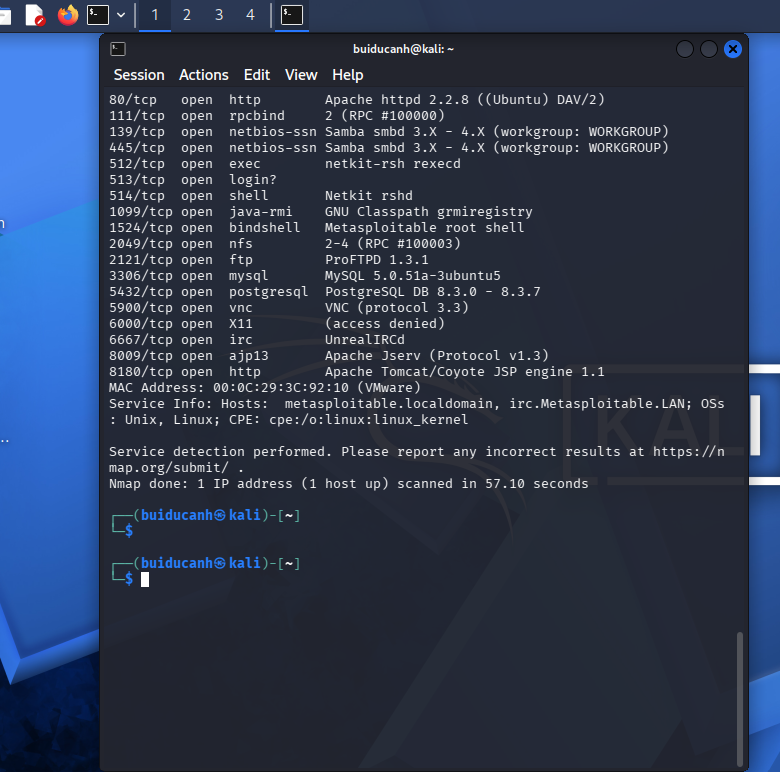 1 2 3 4
buiducanh@kali: ~
Session Actions Edit View Help
80/tcp open http Apache httpd 2.2.8 ((Ubuntu) DAV/2)
111/tcp open rpcbind 2 (RPC #100000)
139/tcp open netbios-ssn Samba smbd 3.X - 4.X (workgroup: WORKGROUP)
445/tcp open netbios-ssn Samba smbd 3.X - 4.X (workgroup: WORKGROUP)
512/tcp open exec netkit-rsh rexecd
513/tcp open login?
514/tcp open shell Netkit rshd
1099/tcp open java-rmi GNU Classpath grmiregistry
1524/tcp open bindshell Metasploitable root shell
2049/tcp open nfs 2-4 (RPC #100003)
2121/tcp open ftp ProFTPD 1.3.1
3306/tcp open mysql MySQL 5.0.51a-3ubuntu5
5432/tcp open postgresql PostgreSQL DB 8.3.0 - 8.3.7
5900/tcp open vnc VNC (protocol 3.3)
6000/tcp open X11 (access denied)
6667/tcp open irc UnrealIRCd
8009/tcp open ajp13 Apache Jserv (Protocol v1.3)
8180/tcp open http Apache Tomcat/Coyote JSP engine 1.1
MAC Address: 00:0C:29:3C:92:10 (VMware)
Service Info: Hosts:  metasploitable.localdomain, irc.Metasploitable.LAN; OSs
: Unix, Linux; CPE: cpe:/o:linux:linux_kernel
Service detection performed. Please report any incorrect results at https://n
map.org/submit/ .
Nmap done: 1 IP address (1 host up) scanned in 57.10 seconds
┌──(buiducanh㉿kali)-[~]
└─$
┌──(buiducanh㉿kali)-[~]
└─$
KALI